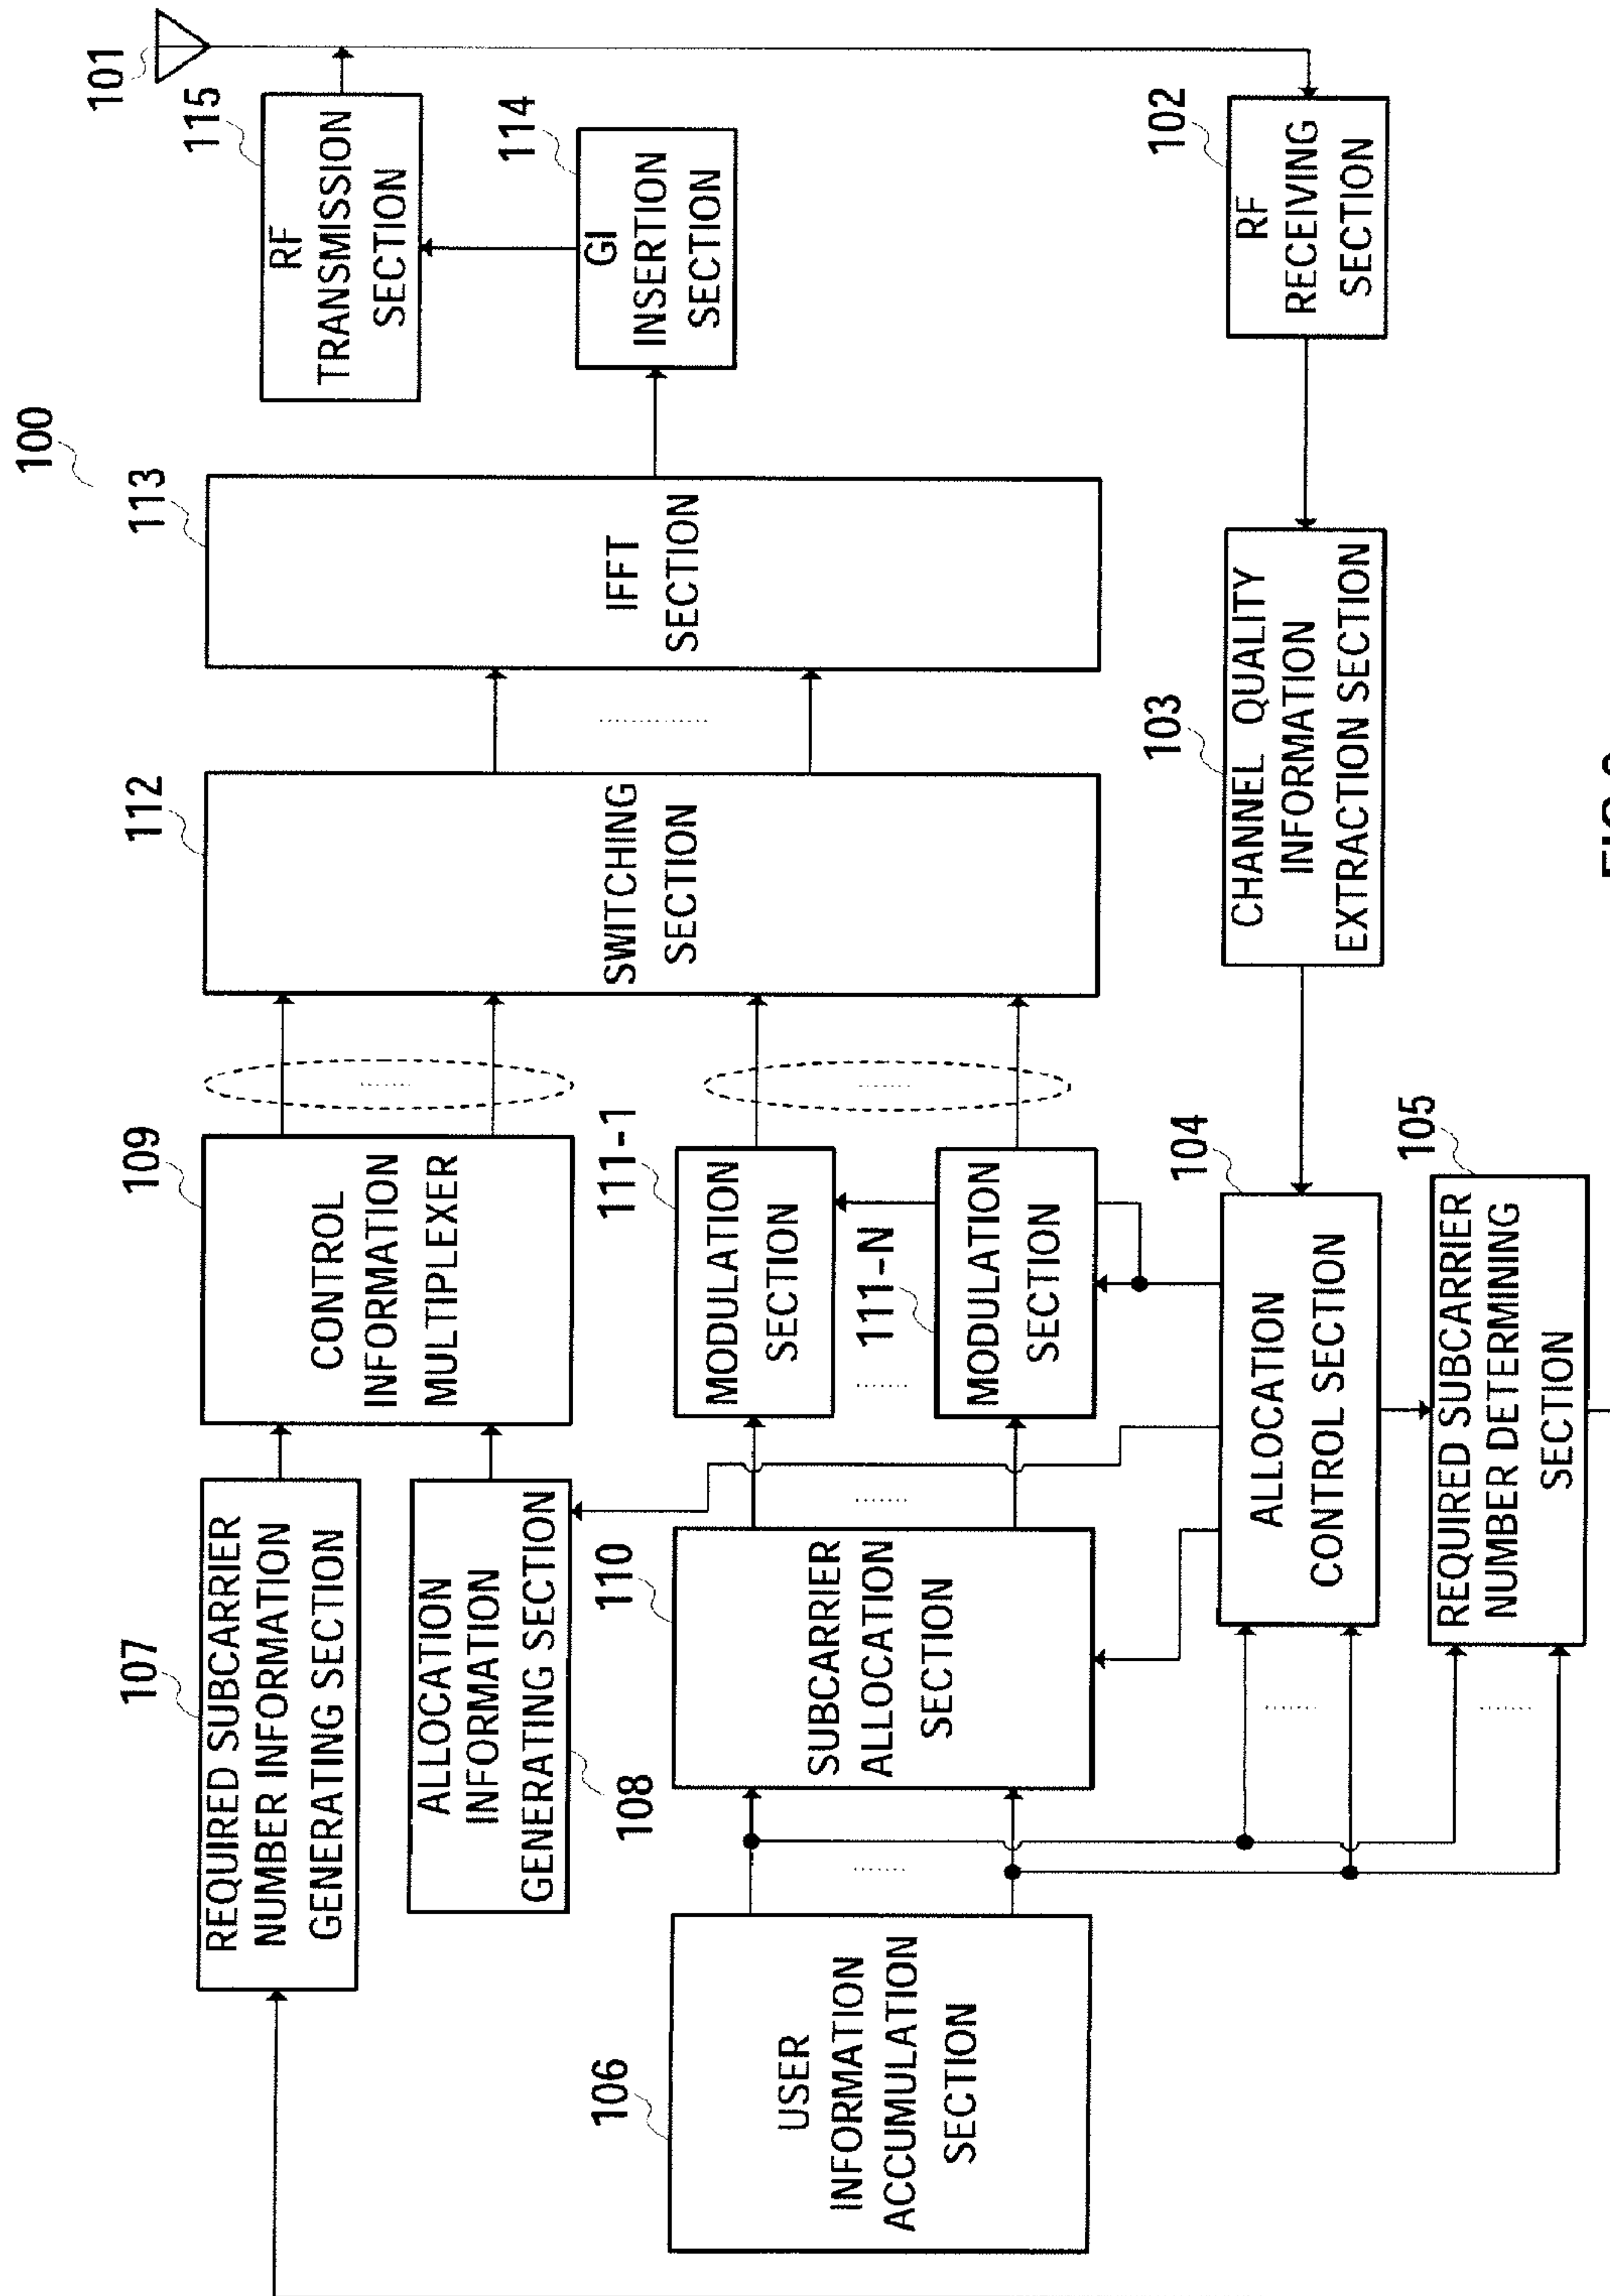 100
101
115
RF
TRANSMISSION
SECTION
114
GI
INSERTION
SECTION
113
IFFT
SECTION
112
SWITCHING
SECTION
109
CONTROL
INFORMATION
MULTIPLEXER
107
REQUIRED SUBCARRIER
NUMBER INFORMATION
GENERATING SECTION
ALLOCATION
INFORMATION
GENERATING SECTION
108
111-1
MODULATION
SECTION
111-N
MODULATION
SECTION
110
SUBCARRIER
ALLOCATION
SECTION
106
USER
INFORMATION
ACCUMULATION
SECTION
102
RF
RECEIVING
SECTION
103
CHANNEL QUALITY
INFORMATION
EXTRACTION SECTION
104
ALLOCATION
CONTROL SECTION
105
REQUIRED SUBCARRIER
NUMBER DETERMINING
SECTION